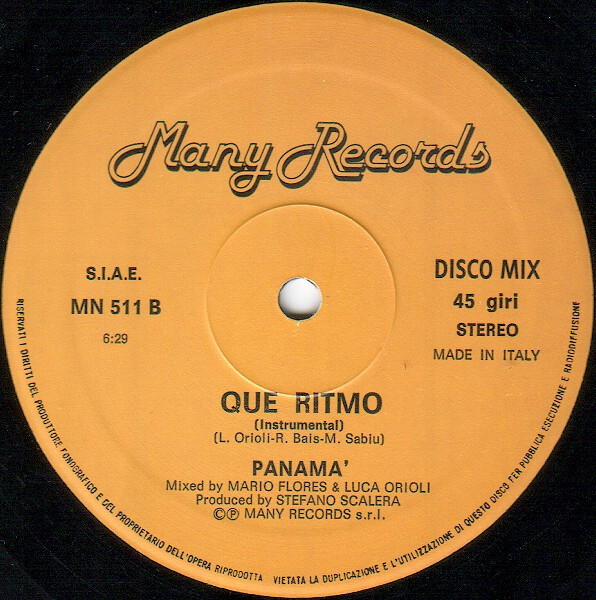 Many Records
S.I.A.E.
MN 511 B
6:29
DISCO MIX
45 giri
STEREO
MADE IN ITALY
QUE RITMO
(Instrumental)
(L. Orioli-R. Bais-M. Sabiu)
PANAMA'
Mixed by MARIO FLORES & LUCA ORIOLI
Produced by STEFANO SCALERA
©℗ MANY RECORDS s.r.l.
RISERVATI I DIRITTI DEL PRODUTTORE FONOGRAFICO E DEL PROPRIETARIO DELL'OPERA RIPRODOTTA VIETATA LA DUPLICAZIONE E L'UTILIZZAZIONE DI QUESTO DISCO PER PUBBLICA ESECUZIONE E RADIODIFFUSIONE